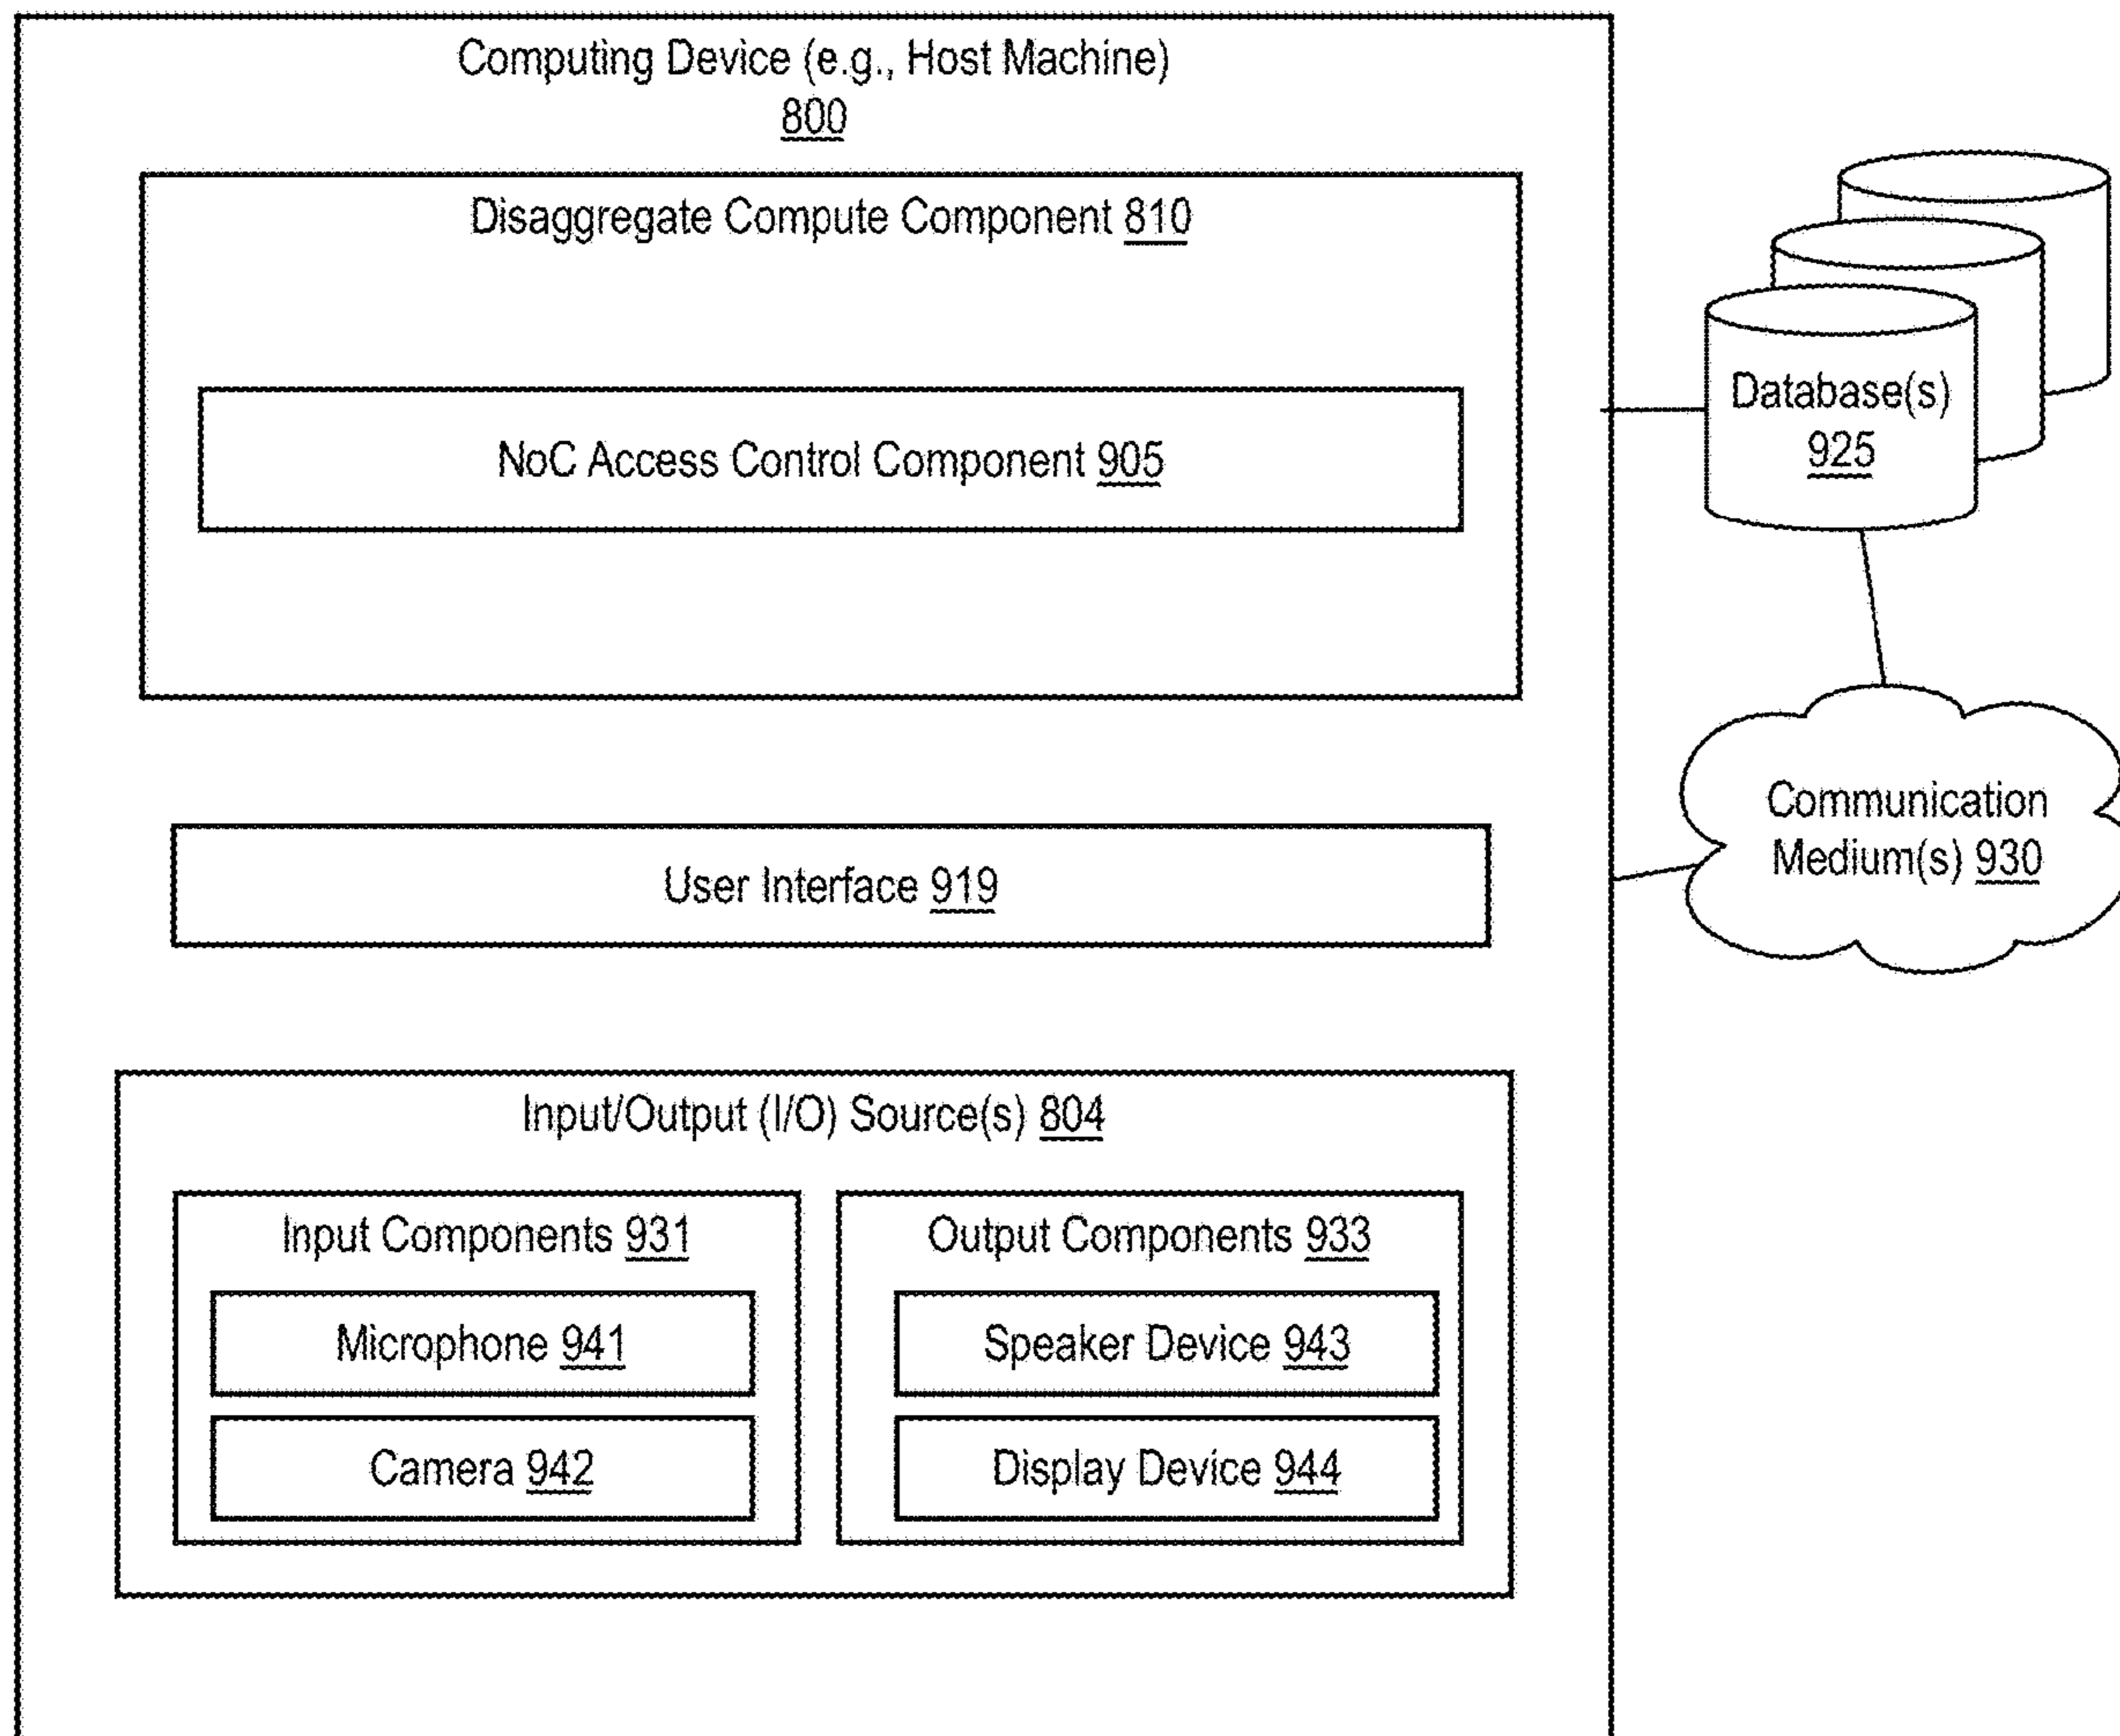 Computing Device (e.g., Host Machine)
800
Disaggregate Compute Component 810
NoC Access Control Component 905
Database(s)
925
Communication
Medium(s) 930
User Interface 919
Input/Output (I/O) Source(s) 804
Input Components 931
Microphone 941
Camera 942
Output Components 933
Speaker Device 943
Display Device 944